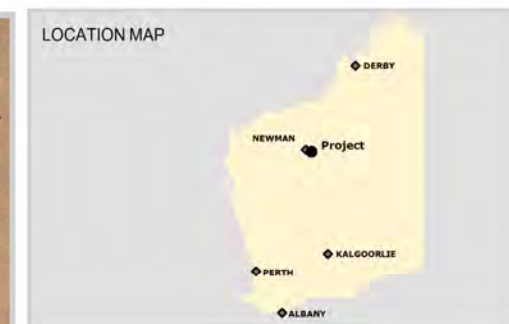 LOCATION MAP
DERBY
NEWMAN
Project
KALGOORLIE
PERTH
ALBANY